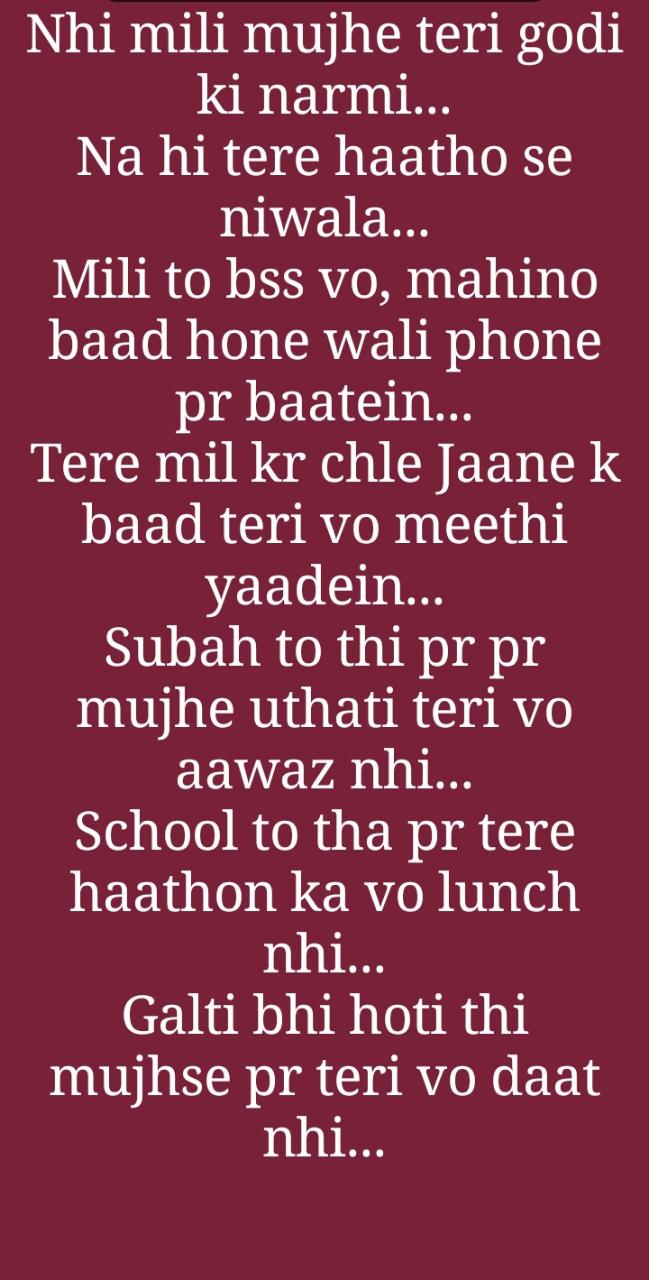 Nhi mili mujhe teri godi
ki narmi...
Na hi tere haatho se
niwala...
Mili to bss vo, mahino
baad hone wali phone
pr baatein...
Tere mil kr chle Jaane k
baad teri vo meethi
yaadein...
Subah to thi pr pr
mujhe uthati teri vo
aawaz nhi...
School to tha pr tere
haathon ka vo lunch
nhi...
Galti bhi hoti thi
mujhse pr teri vo daat
nhi...